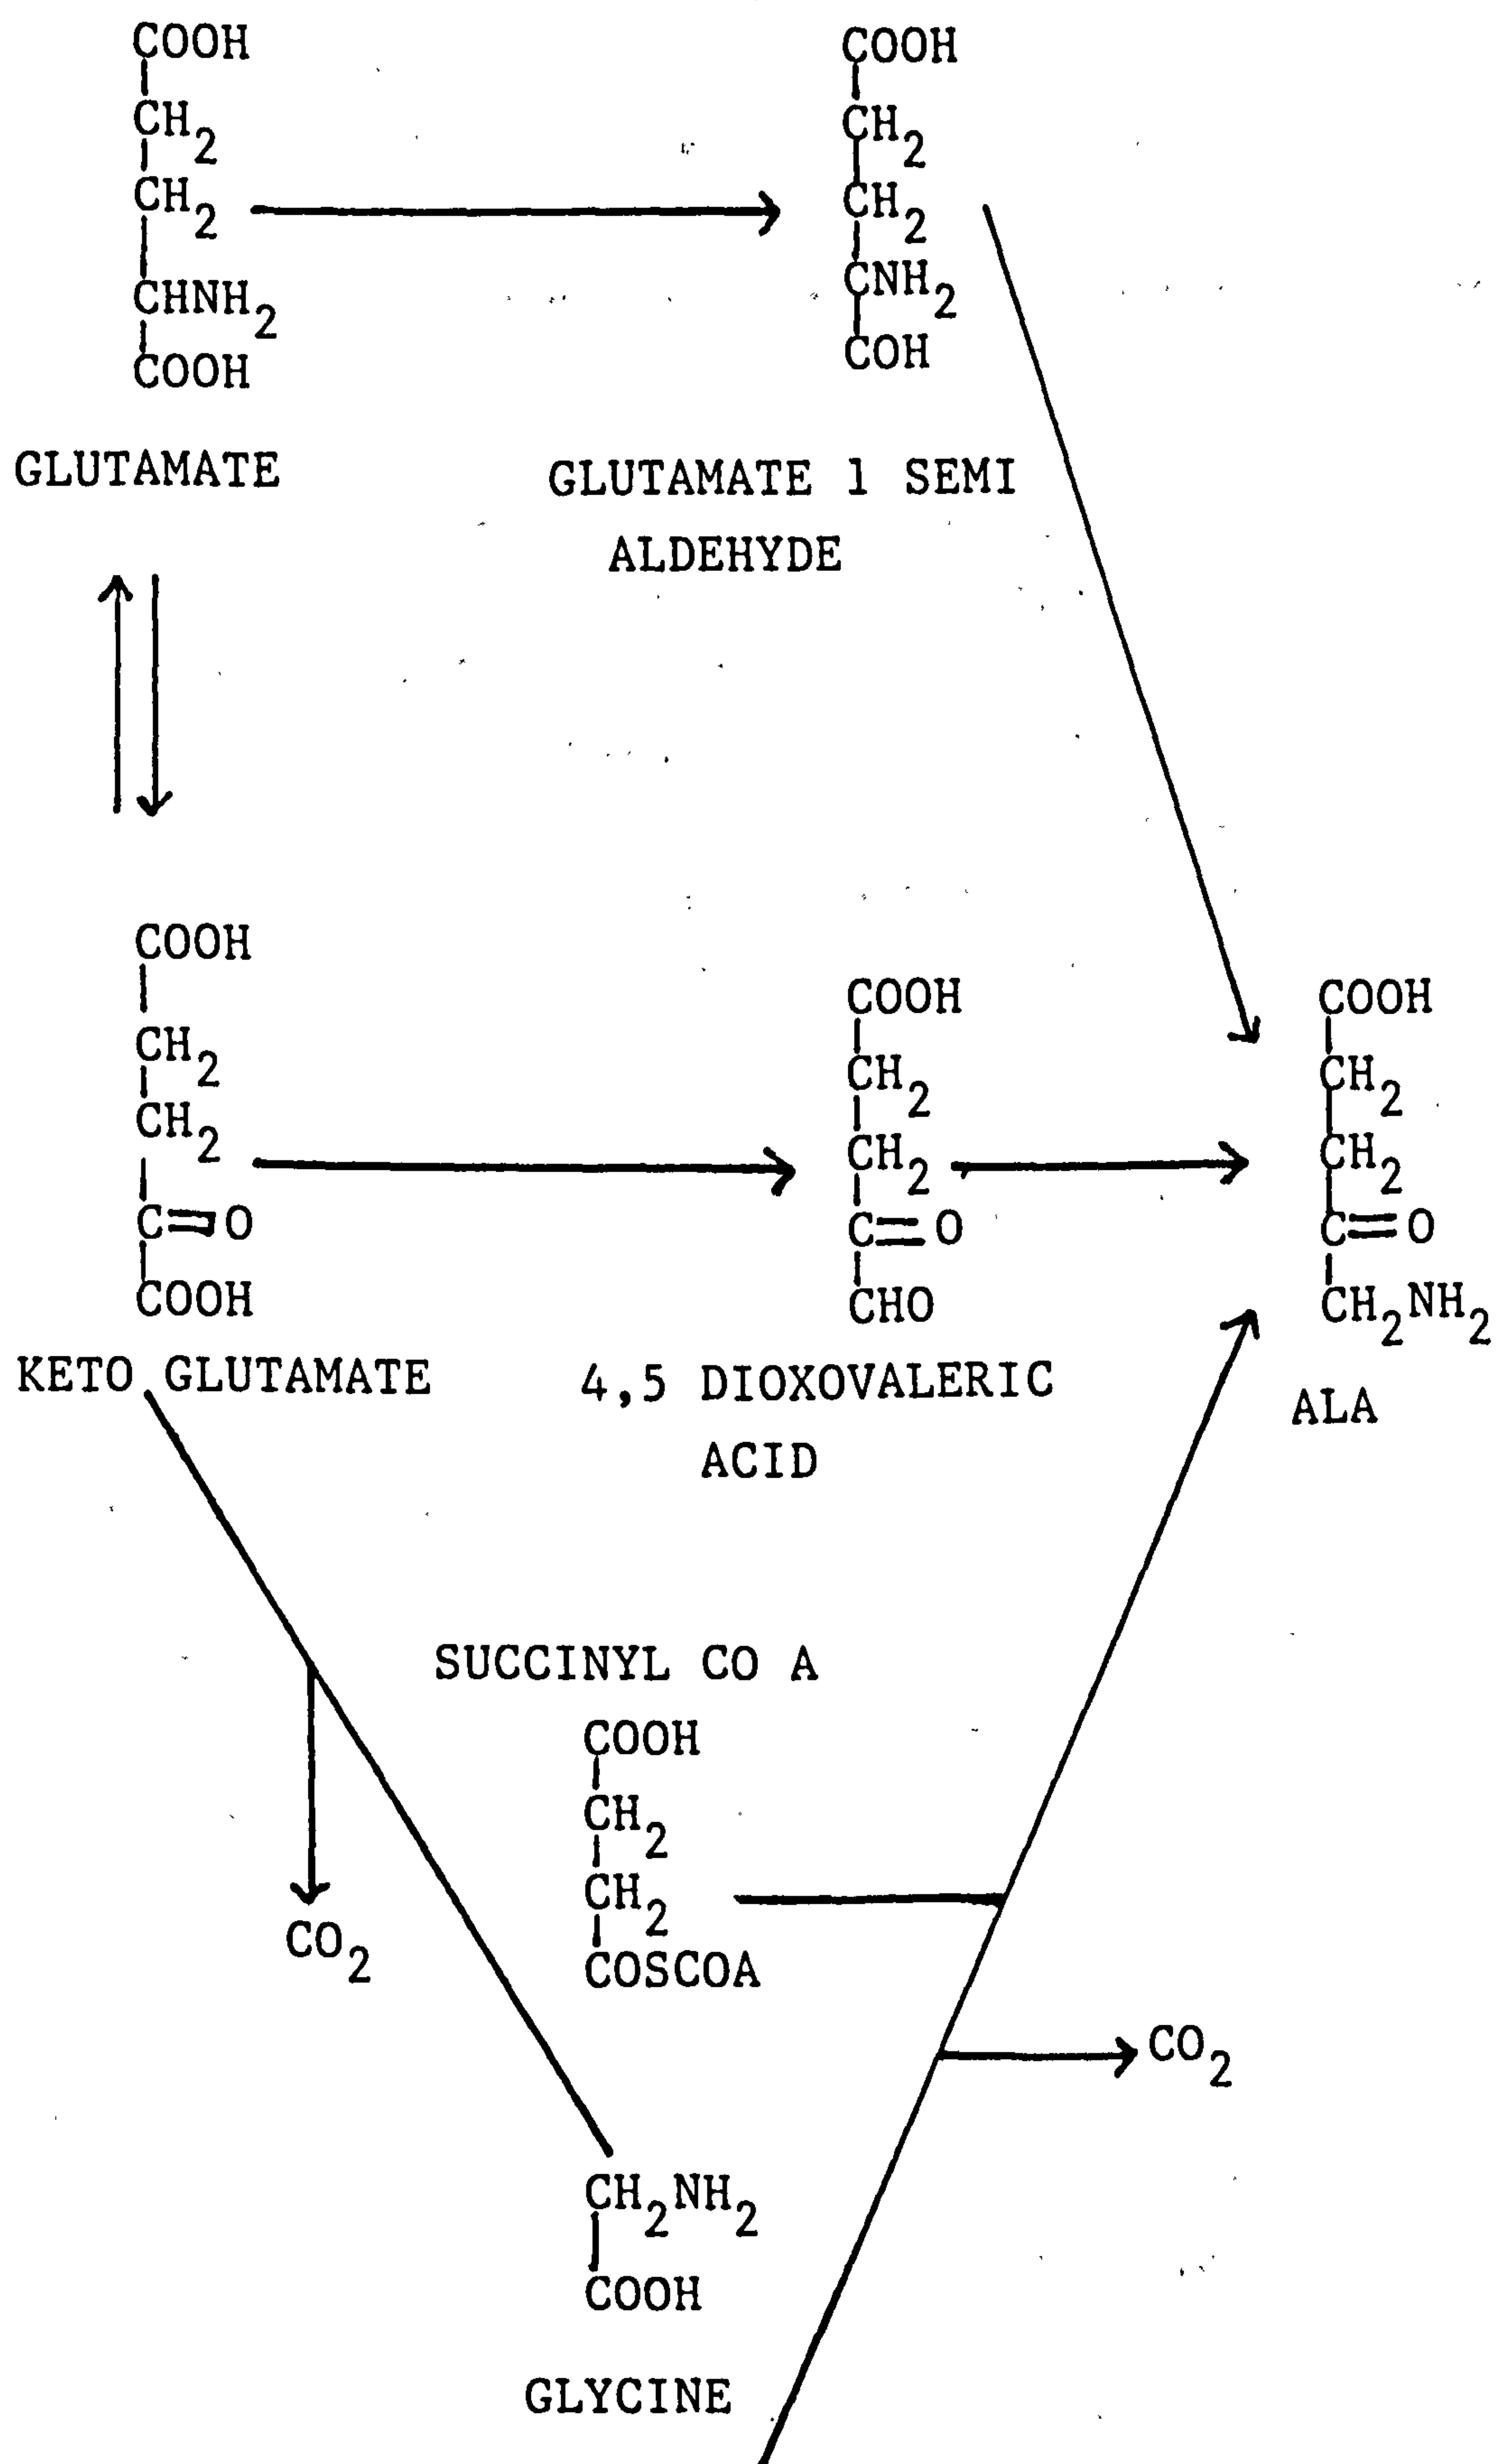 COOH
CH2
CH2
CHNH2
COOH
GLUTAMATE
COOH
CH2
CH2
CNH2
COH
GLUTAMATE 1 SEMI
ALDEHYDE
COOH
CH2
CH2
C=O
COOH
KETO GLUTAMATE
COOH
CH2
CH2
C=O
CHO
4,5 DIOXOVALERIC
ACID
COOH
CH2
CH2
C=O
CH2NH2
ALA
SUCCINYL CO A
COOH
CH2
CH2
COSCOA
CO2
CO2
CH2NH2
COOH
GLYCINE